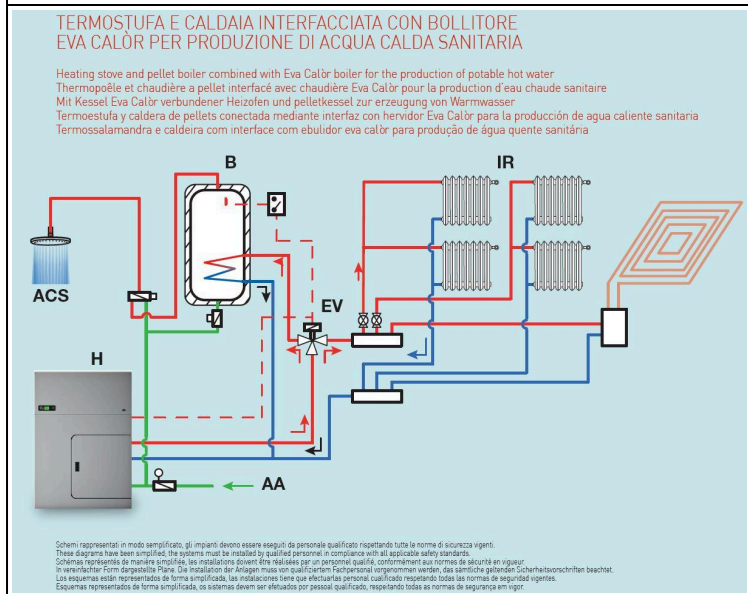 TERMOSTUFA E CALDAIA INTERFACCIATA CON BOLLITORE
EVA CALÒR PER PRODUZIONE DI ACQUA CALDA SANITARIA
Heating stove and pellet boiler combined with Eva Calòr boiler for the production of potable hot water
Thermopoêle et chaudière a pellet interfacé avec chaudière Eva Calòr pour la production d'eau chaude sanitaire
Mit Kessel Eva Calòr verbundener Heizofen und pelletkessel zur erzeugung von Warmwasser
Termoestufa y caldera de pellets conectada mediante interfaz con hervidor Eva Calòr para la producción de agua caliente sanitaria
Termossalamandra e caldeira com interface com ebulidor eva calòr para produção de água quente sanitária
B
IR
ACS
EV
H
AA
Schemi rappresentati in modo semplificato, gli impianti devono essere eseguiti da personale qualificato rispettando tutte le norme di sicurezza vigenti.
These diagrams have been simplified; the systems must be installed by qualified personnel in compliance with all applicable safety standards.
Schémas représentés de manière simplifiée, les installations doivent être réalisées par un personnel qualifié, conformément aux normes de sécurité en vigueur.
In vereinfachter Form dargestellte Pläne. Die Installation der Anlagen muss von qualifiziertem Fachpersonal vorgenommen werden, das sämtliche geltenden Sicherheitsvorschriften beachtet.
Los esquemas están representados de forma simplificada, las instalaciones tiene que efectuarlas personal cualificado respetando todas las normas de seguridad vigentes.
Esquemas representados de forma simplificada, os sistemas devem ser efetuados por pessoal qualificado, respeitando todas as normas de segurança em vigor.